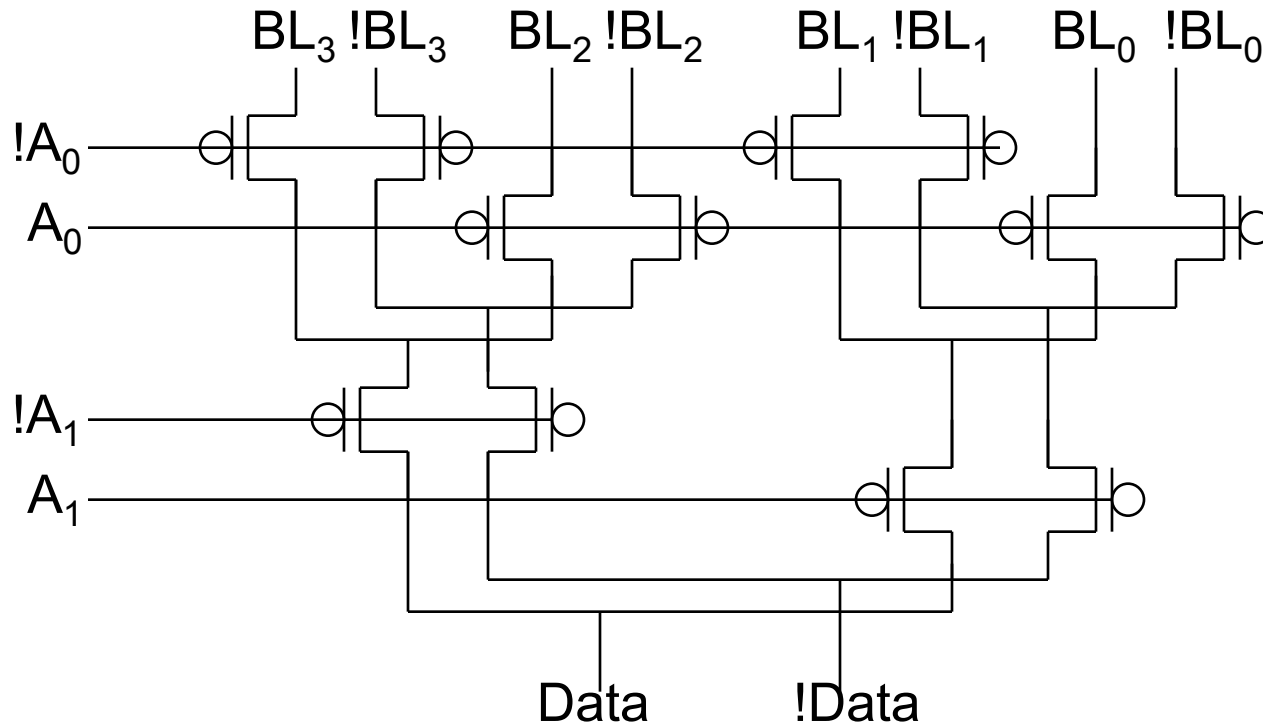 BL₃ !BL₃ BL₂ !BL₂ BL₁ !BL₁ BL₀ !BL₀
!A₀
A₀
!A₁
A₁
Data !Data